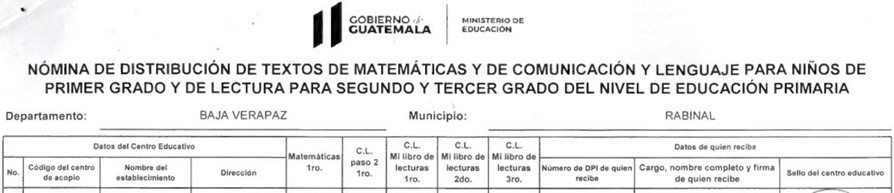 GOBIERNO de
GUATEMALA
MINISTERIO DE
EDUCACIÓN
NÓMINA DE DISTRIBUCIÓN DE TEXTOS DE MATEMÁTICAS Y DE COMUNICACIÓN Y LENGUAJE PARA NIÑOS DE
PRIMER GRADO Y DE LECTURA PARA SEGUNDO Y TERCER GRADO DEL NIVEL DE EDUCACIÓN PRIMARIA
Departamento: BAJA VERAPAZ Municipio: RABINAL
Datos del Centro Educativo
No.
Código del centro
de acopio
Nombre del
establecimiento
Dirección
Matemáticas
1ro.
C.L.
paso 2
1ro.
C.L.
Mi libro de
lecturas
1ro.
C.L.
Mi libro de
lecturas
2do.
C.L.
Mi libro de
lecturas
3ro.
Datos de quien recibe
Número de DPI de quien
recibe
Cargo, nombre completo y firma
de quien recibe
Sello del centro educativo